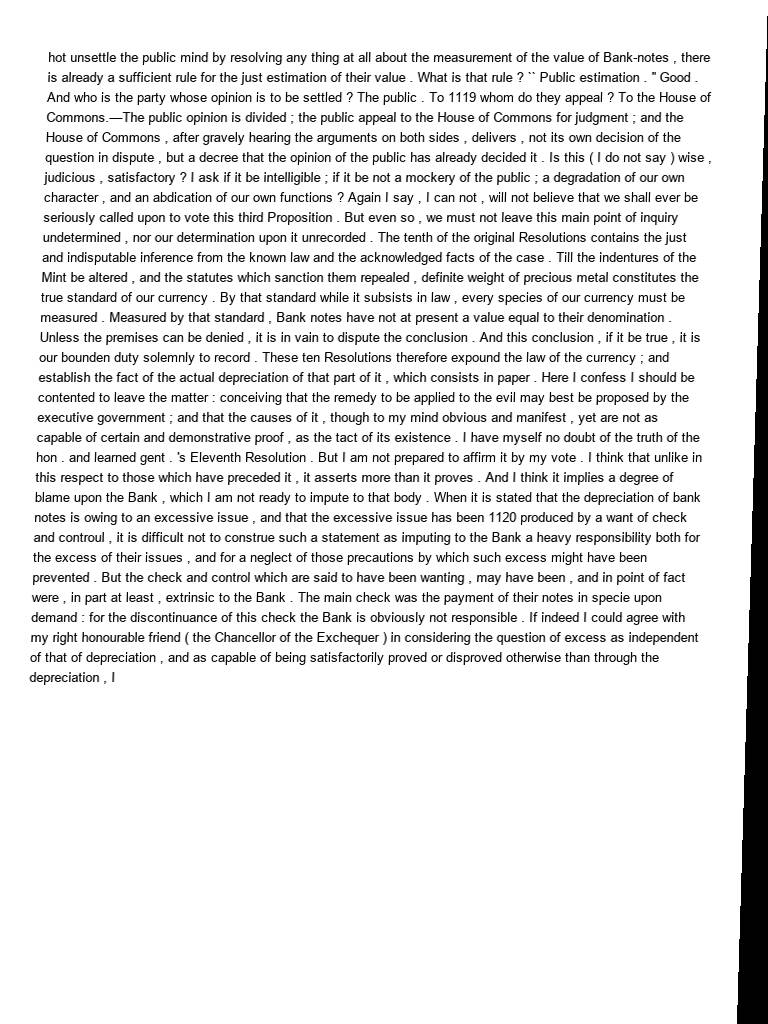 hot unsettle the public mind by resolving any thing at all about the measurement of the value of Bank-notes , there
is already a sufficient rule for the just estimation of their value . What is that rule ? `` Public estimation . " Good .
And who is the party whose opinion is to be settled ? The public . To 1119 whom do they appeal ? To the House of
Commons.—The public opinion is divided ; the public appeal to the House of Commons for judgment ; and the
House of Commons , after gravely hearing the arguments on both sides , delivers , not its own decision of the
question in dispute , but a decree that the opinion of the public has already decided it . Is this ( I do not say ) wise ,
judicious , satisfactory ? I ask if it be intelligible ; if it be not a mockery of the public ; a degradation of our own
character , and an abdication of our own functions ? Again I say , I can not , will not believe that we shall ever be
seriously called upon to vote this third Proposition . But even so , we must not leave this main point of inquiry
undetermined , nor our determination upon it unrecorded . The tenth of the original Resolutions contains the just
and indisputable inference from the known law and the acknowledged facts of the case . Till the indentures of the
Mint be altered , and the statutes which sanction them repealed , definite weight of precious metal constitutes the
true standard of our currency . By that standard while it subsists in law , every species of our currency must be
measured . Measured by that standard , Bank notes have not at present a value equal to their denomination .
Unless the premises can be denied , it is in vain to dispute the conclusion . And this conclusion , if it be true , it is
our bounden duty solemnly to record . These ten Resolutions therefore expound the law of the currency ; and
establish the fact of the actual depreciation of that part of it , which consists in paper . Here I confess I should be
contented to leave the matter : conceiving that the remedy to be applied to the evil may best be proposed by the
executive government ; and that the causes of it , though to my mind obvious and manifest , yet are not as
capable of certain and demonstrative proof , as the tact of its existence . I have myself no doubt of the truth of the
hon . and learned gent . 's Eleventh Resolution . But I am not prepared to affirm it by my vote . I think that unlike in
this respect to those which have preceded it , it asserts more than it proves . And I think it implies a degree of
blame upon the Bank , which I am not ready to impute to that body . When it is stated that the depreciation of bank
notes is owing to an excessive issue , and that the excessive issue has been 1120 produced by a want of check
and controul , it is difficult not to construe such a statement as imputing to the Bank a heavy responsibility both for
the excess of their issues , and for a neglect of those precautions by which such excess might have been
prevented . But the check and control which are said to have been wanting , may have been , and in point of fact
were , in part at least , extrinsic to the Bank . The main check was the payment of their notes in specie upon
demand : for the discontinuance of this check the Bank is obviously not responsible . If indeed I could agree with
my right honourable friend ( the Chancellor of the Exchequer ) in considering the question of excess as independent
of that of depreciation , and as capable of being satisfactorily proved or disproved otherwise than through the
depreciation , I